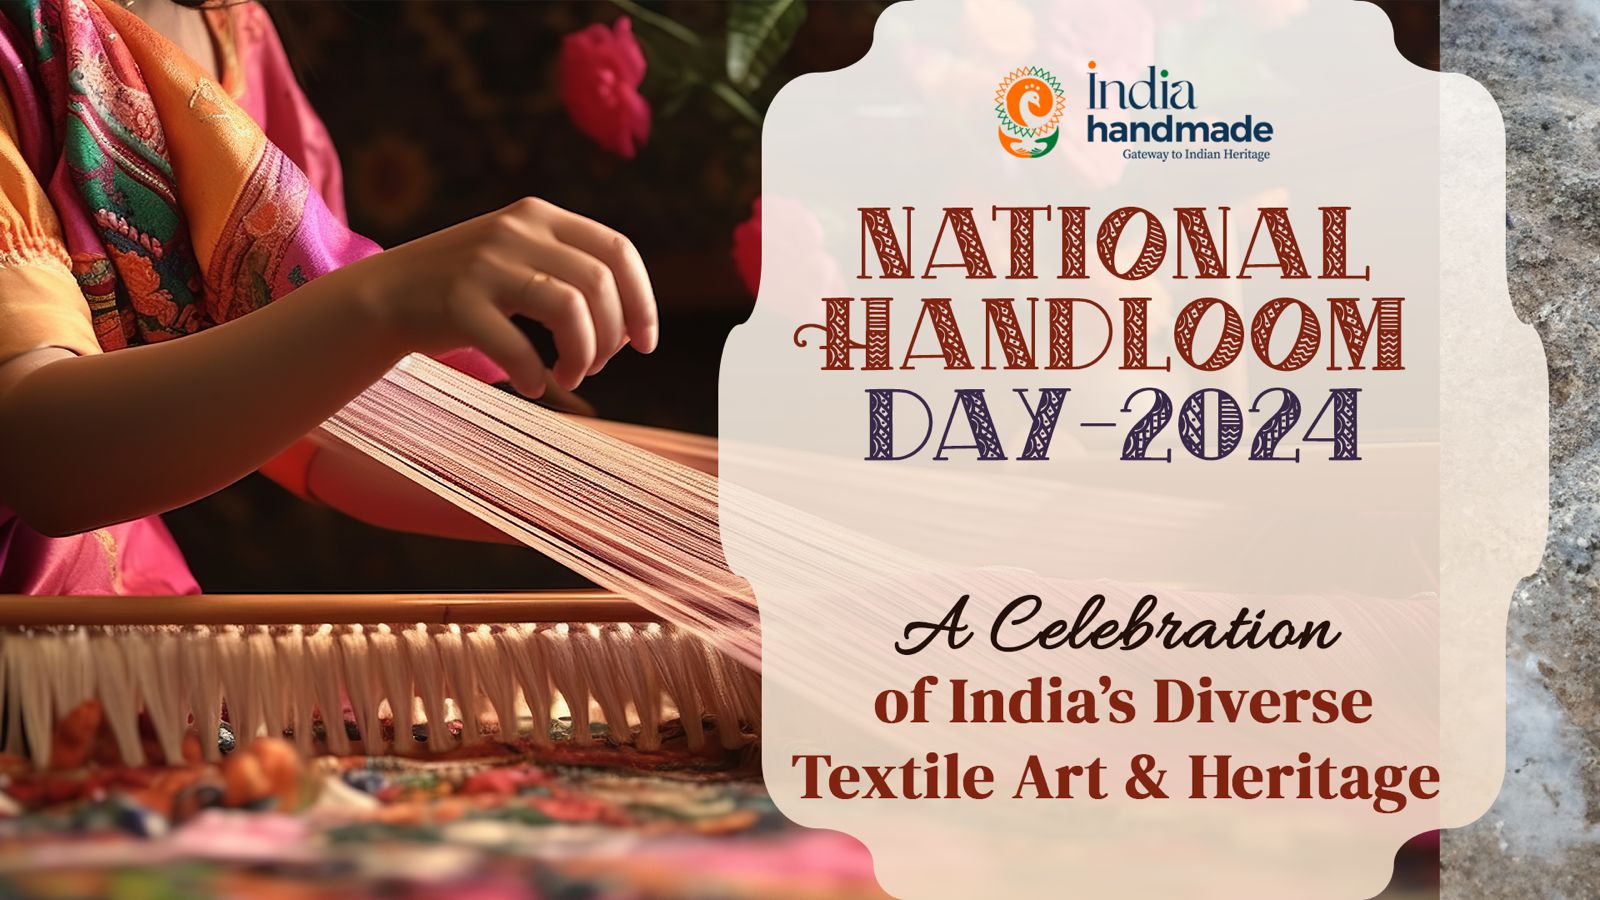 india
handmade
Gateway to Indian Heritage
NATIONAL
HANDLOOM
DAY-2024
A Celebration
of India’s Diverse
Textile Art & Heritage